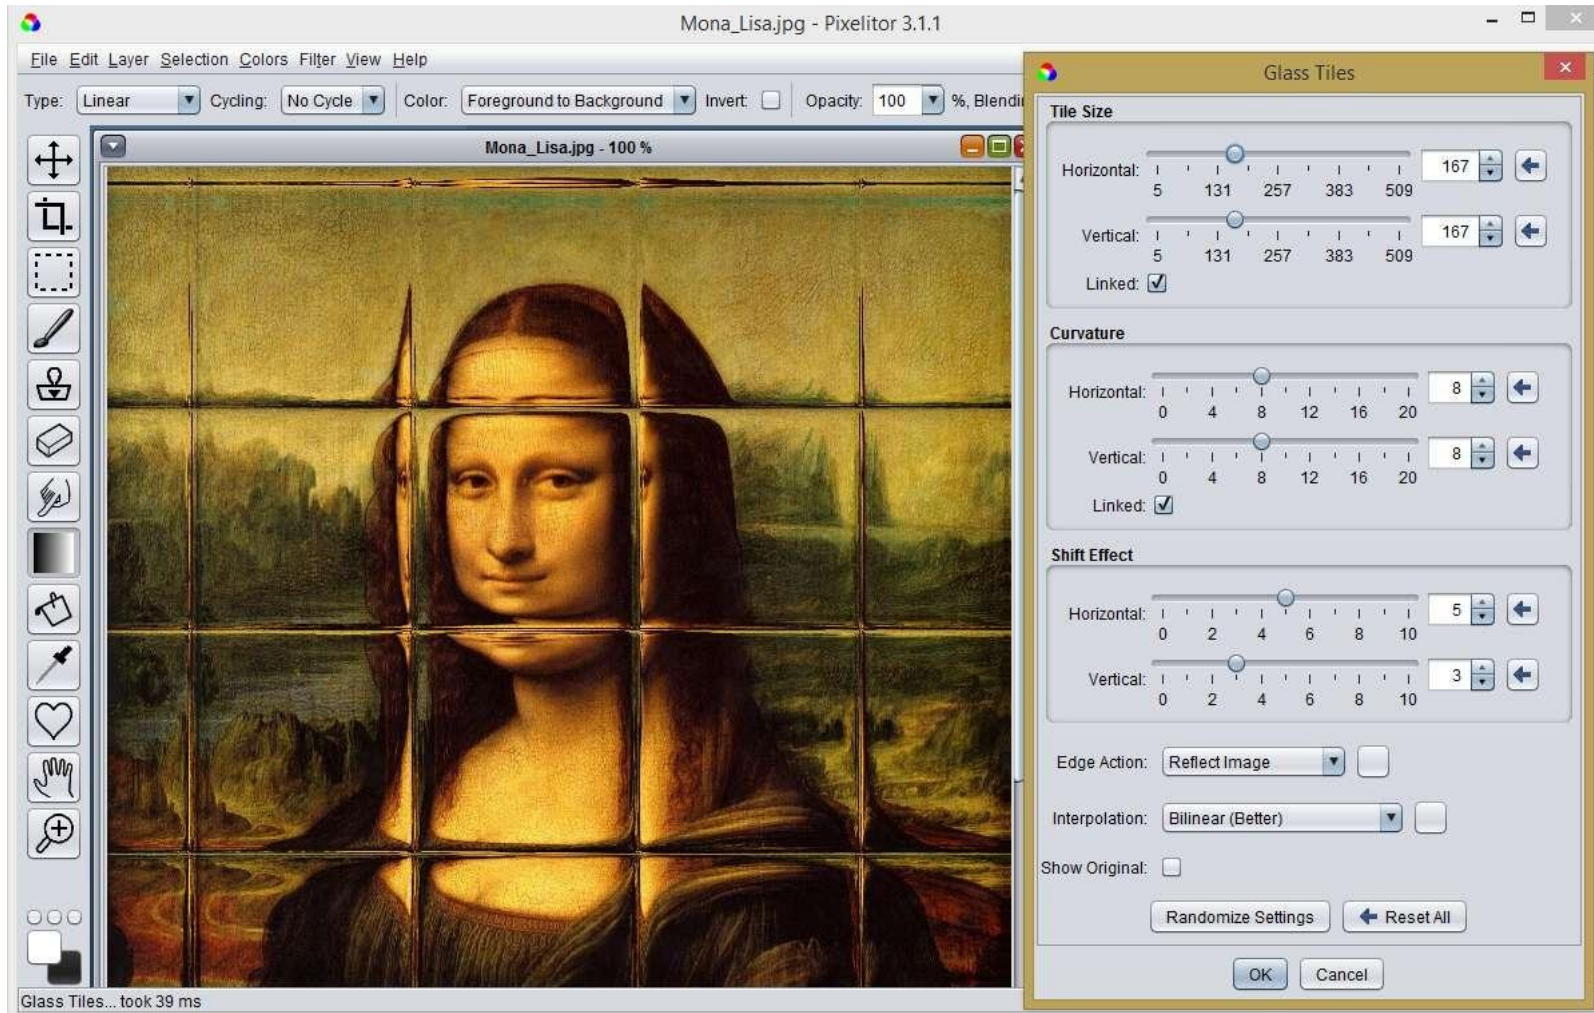 Mona_Lisa.jpg - Pixelitor 3.1.1
File Edit Layer Selection Colors Filter View Help
Type: Linear Cycling: No Cycle Color: Foreground to Background Invert: Opacity: 100 %, Blendi
Mona_Lisa.jpg - 100 %
Glass Tiles... took 39 ms
Glass Tiles
Tile Size
Horizontal: 167
5 131 257 383 509
Vertical: 167
5 131 257 383 509
Linked:
Curvature
Horizontal: 8
0 4 8 12 16 20
Vertical: 8
0 4 8 12 16 20
Linked:
Shift Effect
Horizontal: 5
0 2 4 6 8 10
Vertical: 3
0 2 4 6 8 10
Edge Action: Reflect Image
Interpolation: Bilinear (Better)
Show Original:
Randomize Settings Reset All
OK Cancel